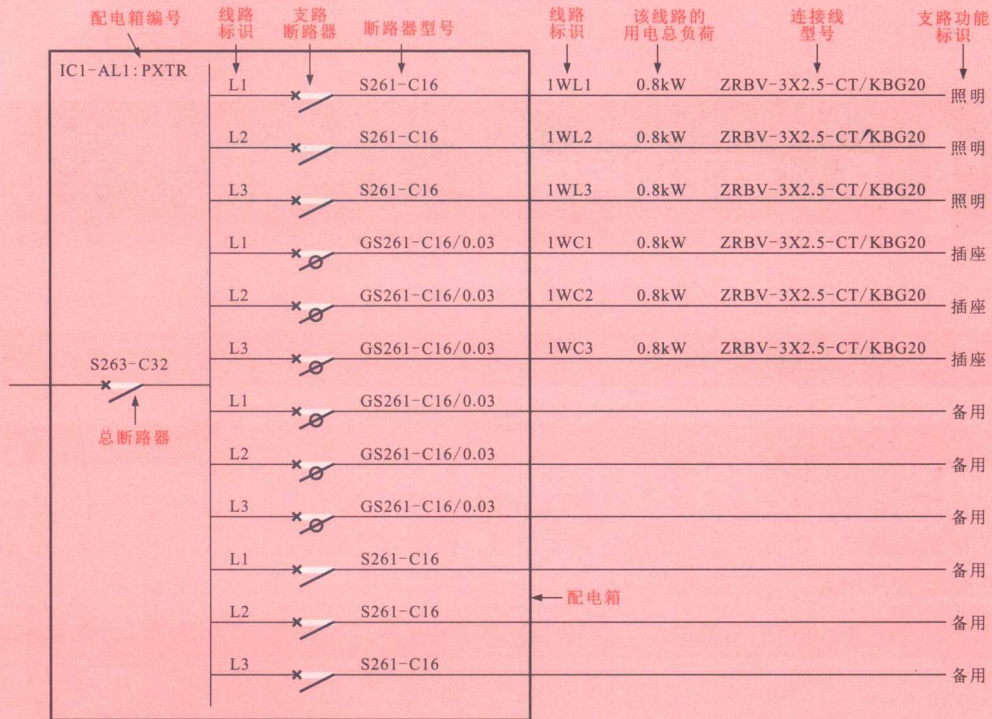 配电箱编号
线路
标识
支路
断路器
断路器型号
线路
标识
该线路的
用电总负荷
连接线
型号
支路功能
标识
IC1-AL1:PXTR
L1 S261-C16 1WL1 0.8kW ZRBV-3X2.5-CT/KBG20 照明
L2 S261-C16 1WL2 0.8kW ZRBV-3X2.5-CT/KBG20 照明
L3 S261-C16 1WL3 0.8kW ZRBV-3X2.5-CT/KBG20 照明
L1 GS261-C16/0.03 1WC1 0.8kW ZRBV-3X2.5-CT/KBG20 插座
L2 GS261-C16/0.03 1WC2 0.8kW ZRBV-3X2.5-CT/KBG20 插座
L3 GS261-C16/0.03 1WC3 0.8kW ZRBV-3X2.5-CT/KBG20 插座
S263-C32
总断路器
L1 GS261-C16/0.03 备用
L2 GS261-C16/0.03 备用
L3 GS261-C16/0.03 备用
L1 S261-C16 备用
配电箱
L2 S261-C16 备用
L3 S261-C16 备用